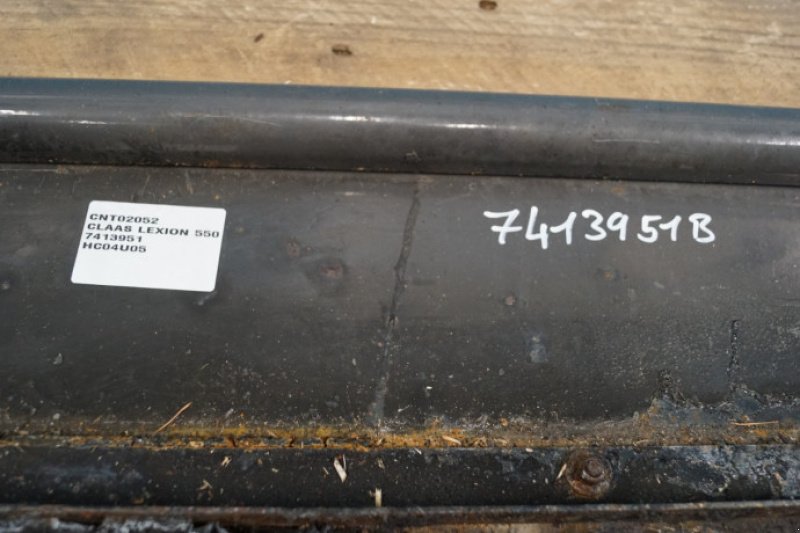 CNT02052
CLAAS LEXION 550
7413951
HC04U05
7413951B